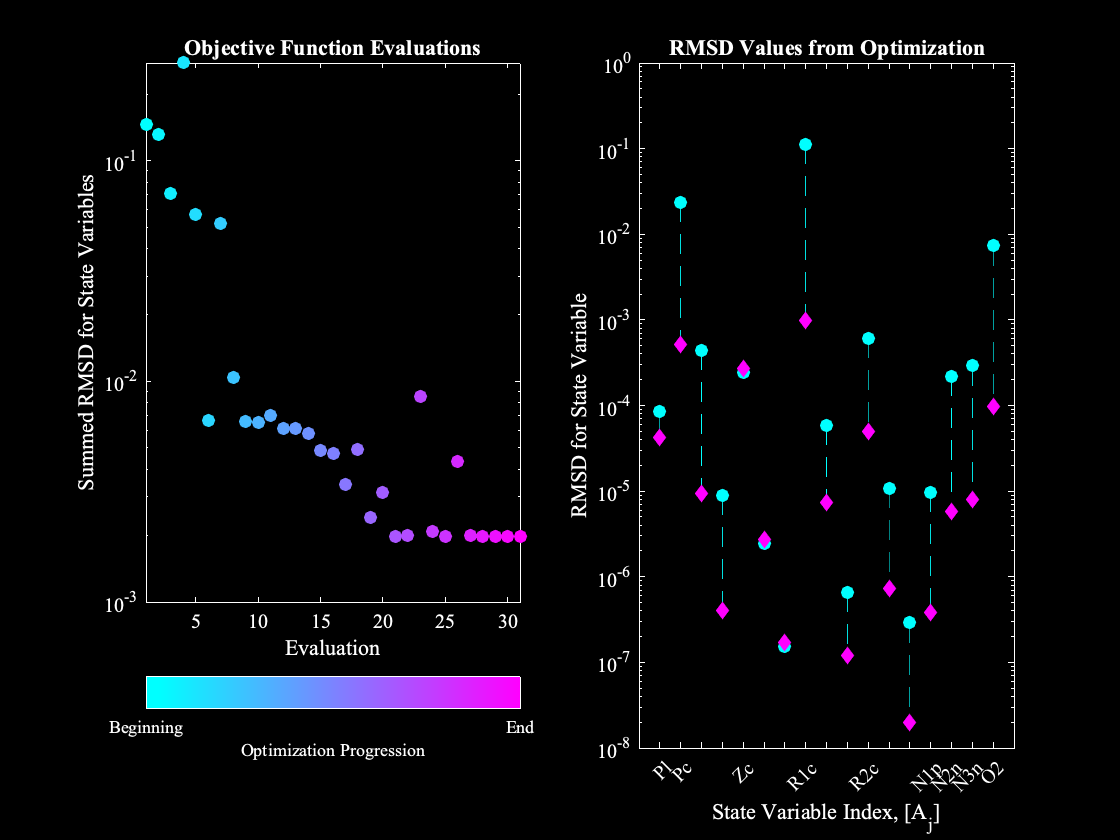 Objective Function Evaluations
Summed RMSD for State Variables
10^-1
10^-2
10^-3
5 10 15 20 25 30
Evaluation
Beginning End
Optimization Progression
RMSD Values from Optimization
RMSD for State Variable
10^0
10^-1
10^-2
10^-3
10^-4
10^-5
10^-6
10^-7
10^-8
P1 Pc Zc R1c R2c N1p N2n N3n O2
State Variable Index, [A_j]